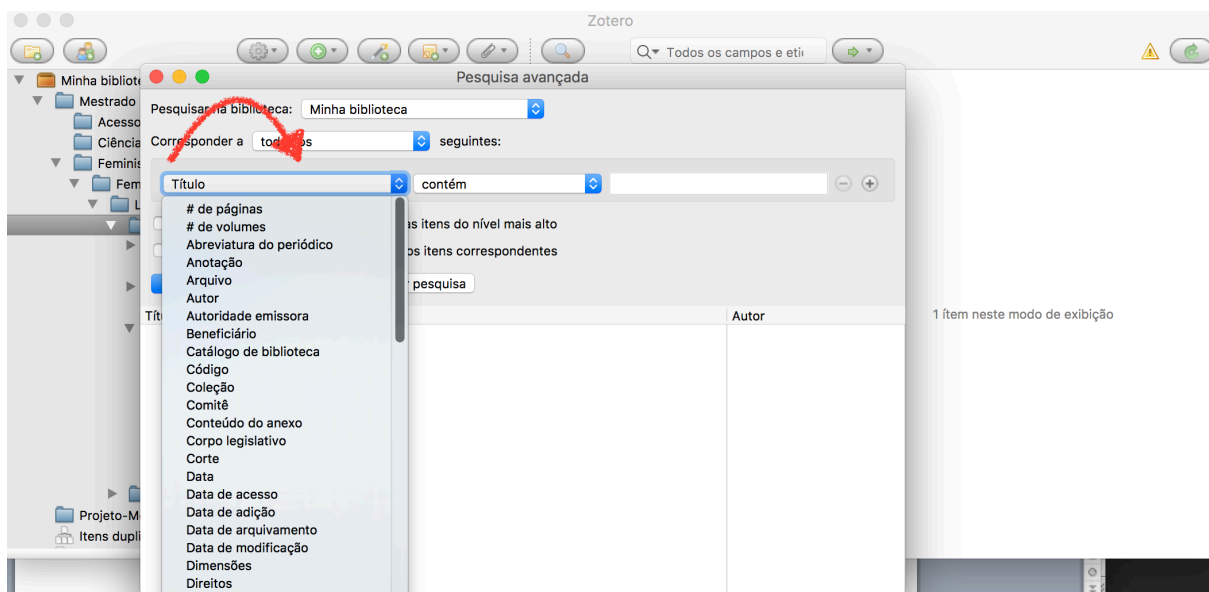 Zotero
Todos os campos e eti
Minha bibliote
Mestrado
Acesso
Ciência
Feminis
Fem
L
Projeto-M
Itens dupli
Pesquisa avançada
Pesquisar na biblioteca: Minha biblioteca
Corresponder a todos os seguintes:
Título contém
# de páginas
# de volumes
Abreviatura do periódico
Anotação
Arquivo
Autor
Autoridade emissora
Beneficiário
Catálogo de biblioteca
Código
Coleção
Comitê
Conteúdo do anexo
Corpo legislativo
Corte
Data
Data de acesso
Data de adição
Data de arquivamento
Data de modificação
Dimensões
Direitos
as itens do nível mais alto
os itens correspondentes
pesquisa
Tít
Autor
1 ítem neste modo de exibição